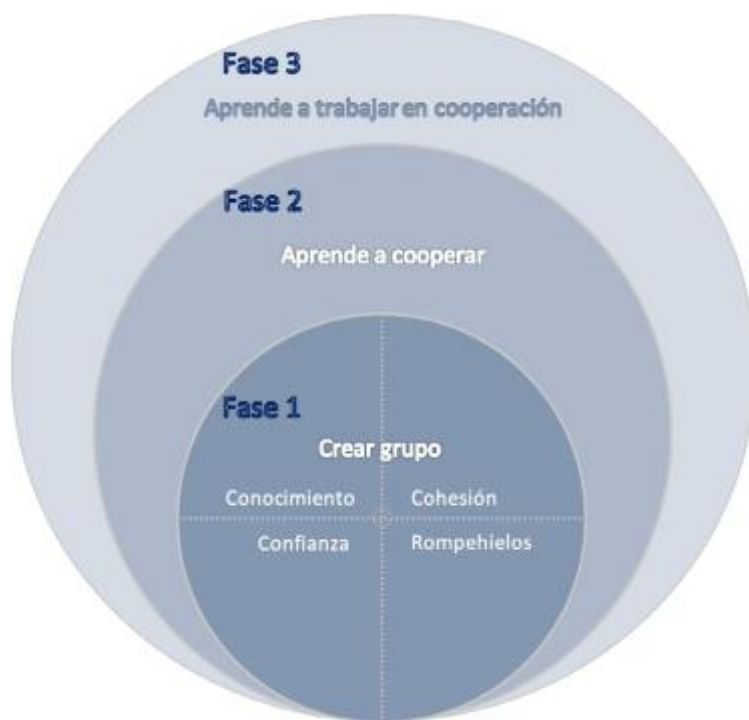 Fase 3
Aprende a trabajar en cooperación
Fase 2
Aprende a cooperar
Fase 1
Crear grupo
Conocimiento
Cohesión
Confianza
Rompehielos